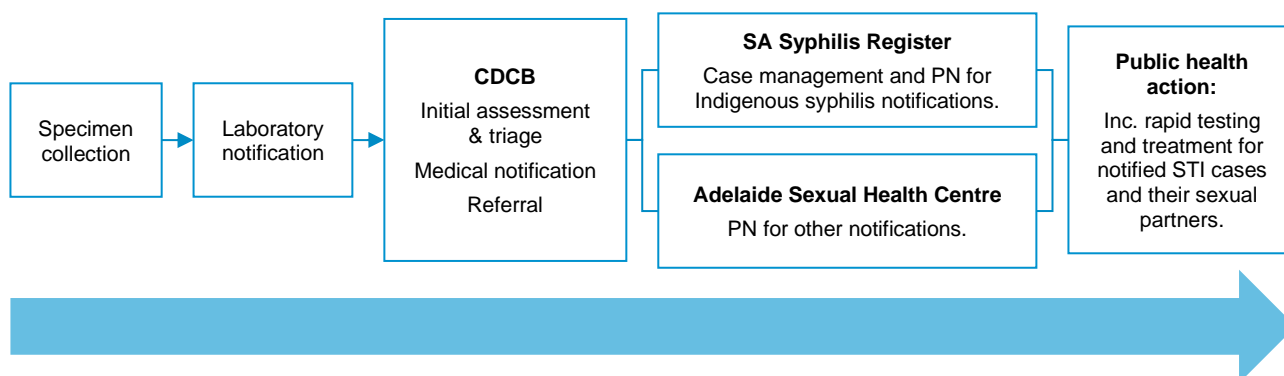 Specimen
collection
Laboratory
notification
CDCB
Initial assessment
& triage
Medical notification
Referral
SA Syphilis Register
Case management and PN for
Indigenous syphilis notifications.
Adelaide Sexual Health Centre
PN for other notifications.
Public health
action:
Inc. rapid testing
and treatment for
notified STI cases
and their sexual
partners.